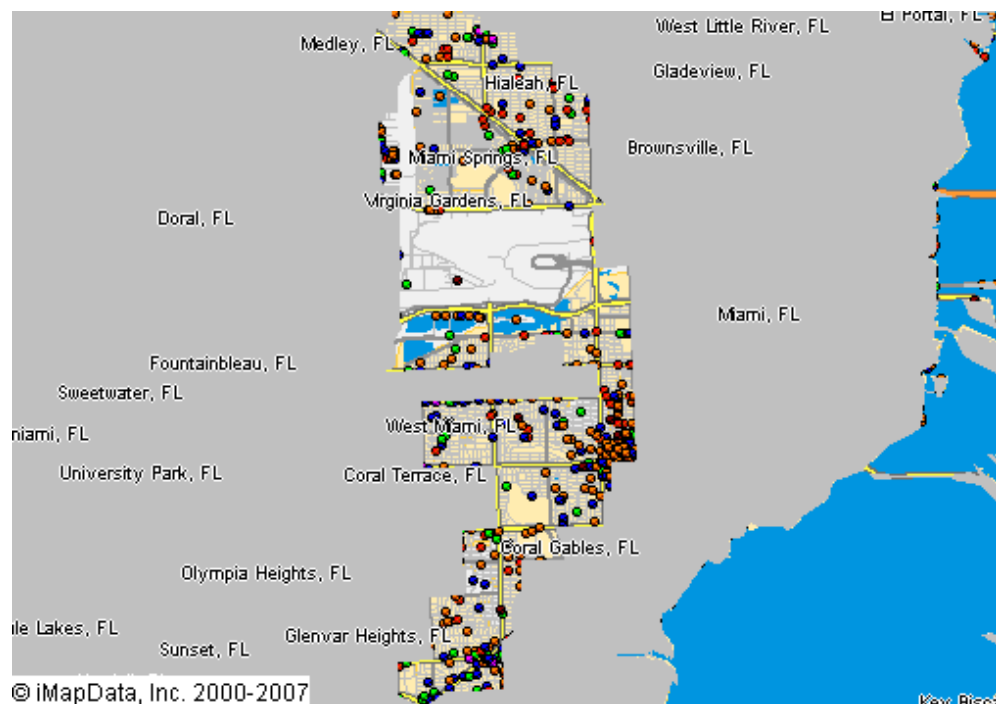 El Portal, FL
West Little River, FL
Medley, FL
Gladeview, FL
Hialeah, FL
Brownsville, FL
Miami Springs, FL
Virginia Gardens, FL
Doral, FL
Miami, FL
Fountainbleau, FL
Sweetwater, FL
West Miami, FL
niami, FL
University Park, FL
Coral Terrace, FL
Coral Gables, FL
Olympia Heights, FL
ule Lakes, FL
Glenvar Heights, FL
Sunset, FL
© iMapData, Inc. 2000-2007